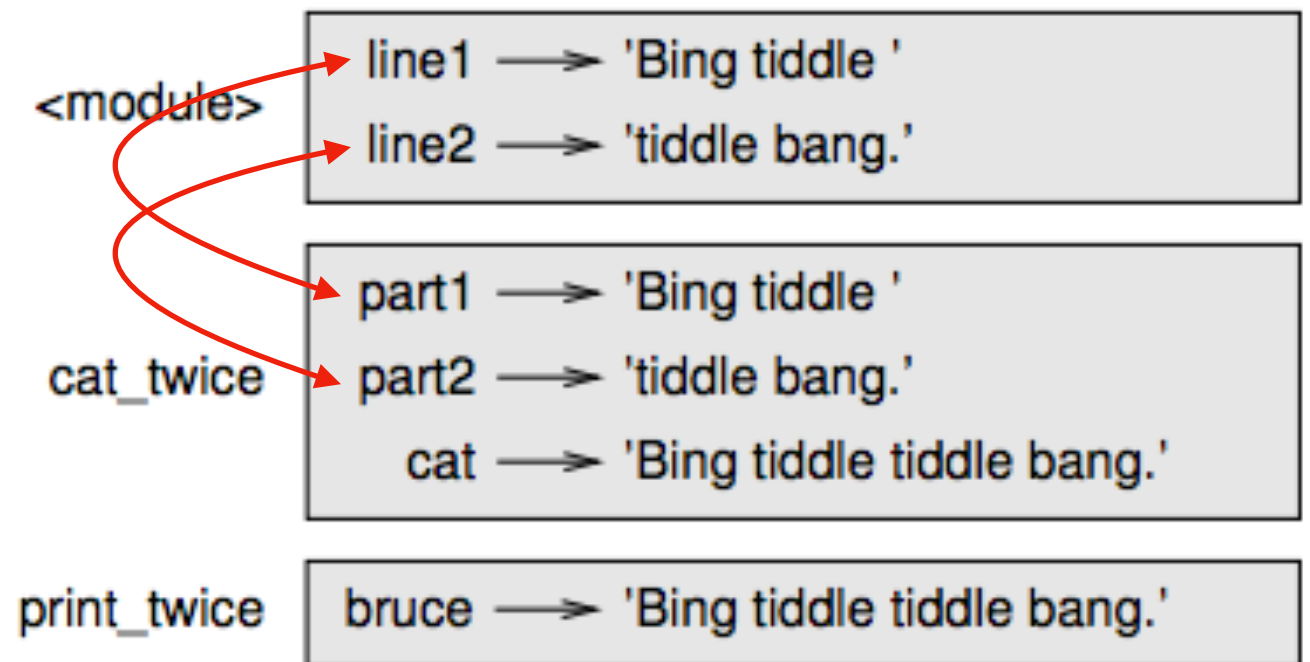 line1 → 'Bing tiddle '
<module>
line2 → 'tiddle bang.'
part1 → 'Bing tiddle '
cat_twice part2 → 'tiddle bang.'
cat → 'Bing tiddle tiddle bang.'
print_twice bruce → 'Bing tiddle tiddle bang.'